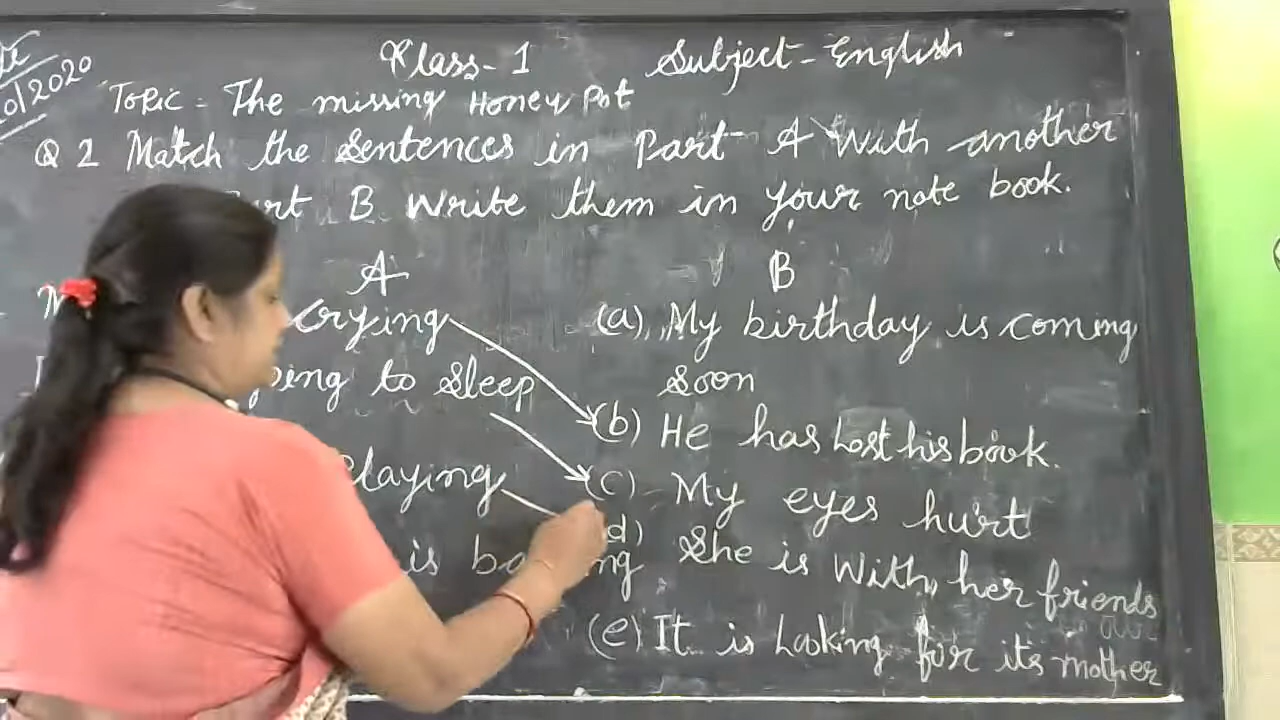 Class-1 Subject-English
2020
Topic = The missing Honey Pot
Q 2 Match the Sentences in Part A With another
B Write them in your note book.
A B
crying (a) My birthday is coming
soon
to Sleep
(b) He has Lost his book.
Playing (c) My eyes hurt
(d) She is With her friends
is
(e) It is Looking for its mother